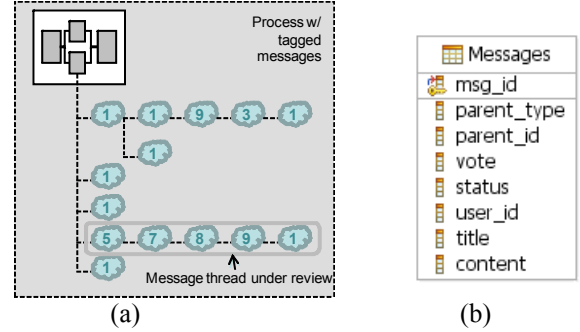 Process w/
tagged
messages
1 1 9 3 1
1
1
1
5 7 8 9 1
1
Message thread under review
(a)
Messages
msg_id
parent_type
parent_id
vote
status
user_id
title
content
(b)